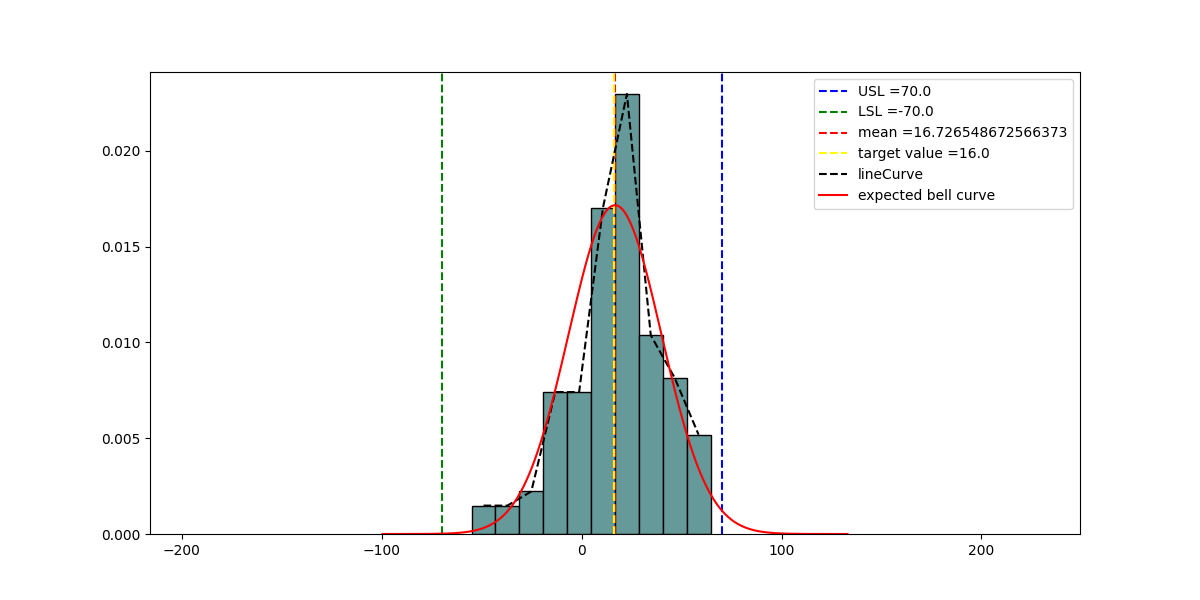 USL =70.0
LSL =-70.0
mean =16.726548672566373
target value =16.0
lineCurve
expected bell curve
0.020
0.015
0.010
0.005
0.000
−200 −100 0 100 200